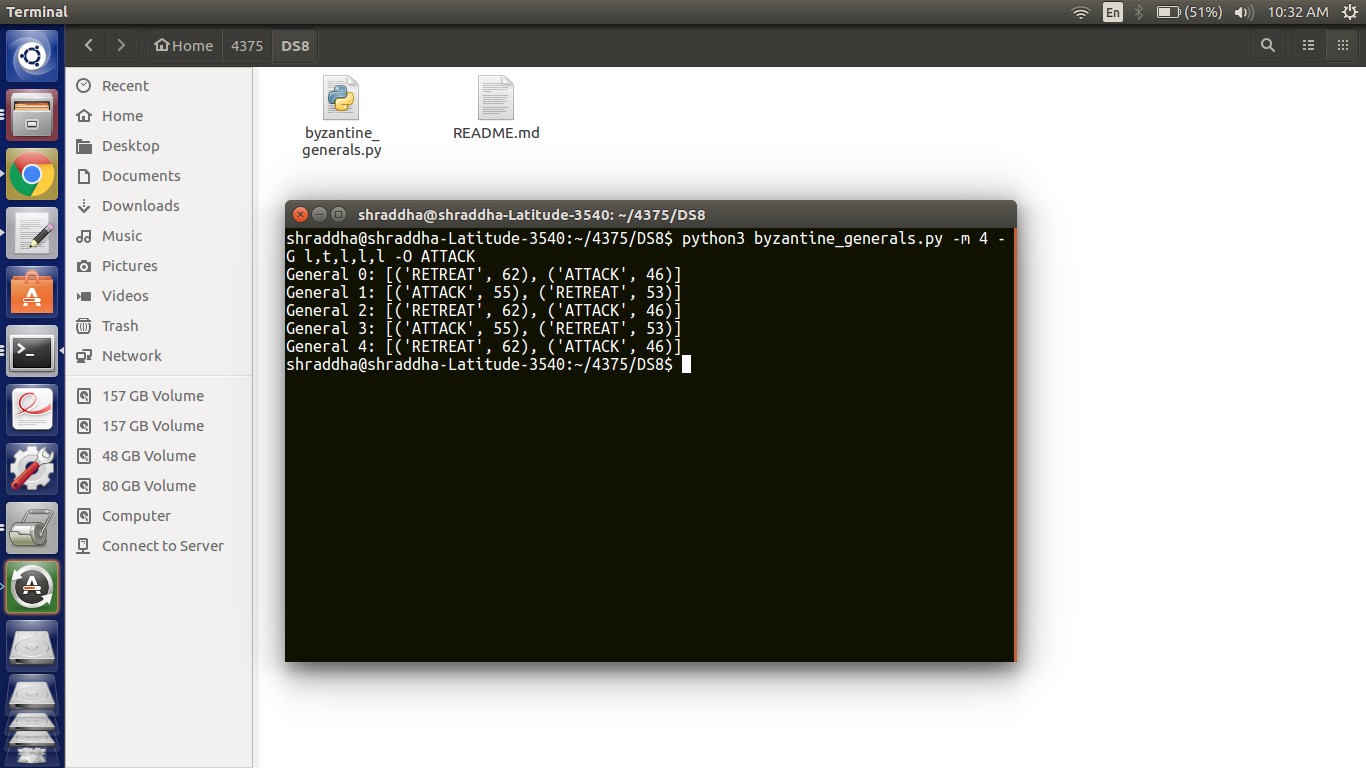 Terminal
En
(51%)
10:32 AM
Home
4375
DS8
Recent
Home
Desktop
Documents
Downloads
Music
Pictures
Videos
Trash
Network
157 GB Volume
157 GB Volume
48 GB Volume
80 GB Volume
Computer
Connect to Server
byzantine_
generals.py
README.md
shraddha@shraddha-Latitude-3540: ~/4375/DS8
shraddha@shraddha-Latitude-3540:~/4375/DS8$ python3 byzantine_generals.py -m 4 -
G l,t,l,l,l -O ATTACK
General 0: [('RETREAT', 62), ('ATTACK', 46)]
General 1: [('ATTACK', 55), ('RETREAT', 53)]
General 2: [('RETREAT', 62), ('ATTACK', 46)]
General 3: [('ATTACK', 55), ('RETREAT', 53)]
General 4: [('RETREAT', 62), ('ATTACK', 46)]
shraddha@shraddha-Latitude-3540:~/4375/DS8$